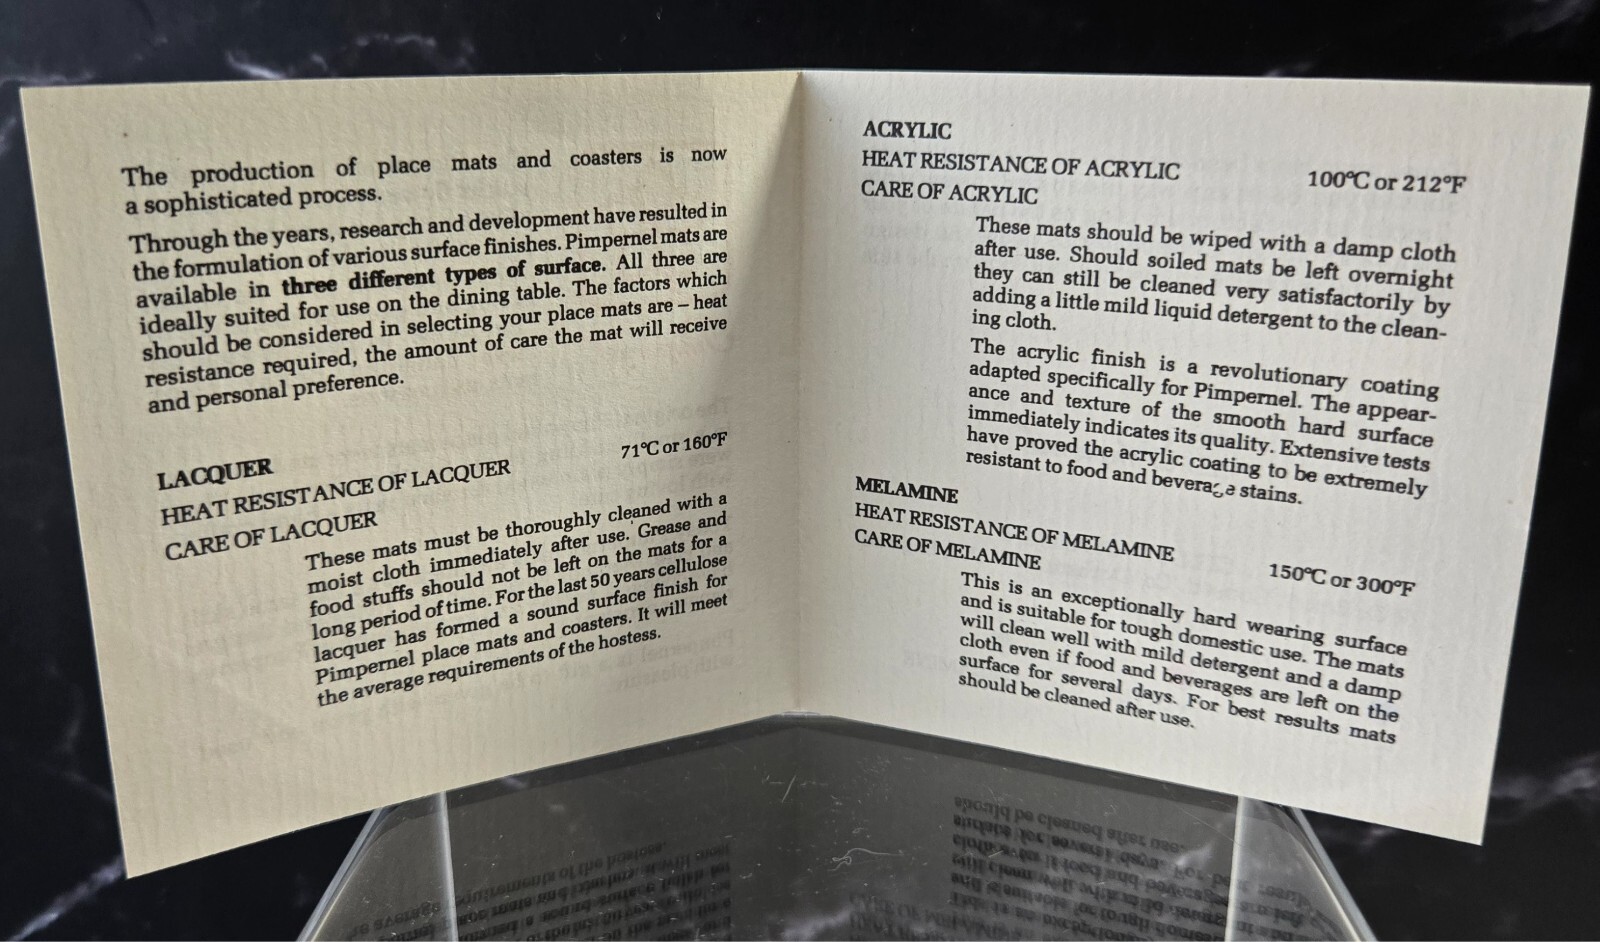 The production of place mats and coasters is now
a sophisticated process.
Through the years, research and development have resulted in
the formulation of various surface finishes. Pimpernel mats are
available in three different types of surface. All three are
ideally suited for use on the dining table. The factors which
should be considered in selecting your place mats are – heat
resistance required, the amount of care the mat will receive
and personal preference.
LACQUER
HEAT RESISTANCE OF LACQUER 71°C or 160°F
CARE OF LACQUER
These mats must be thoroughly cleaned with a
moist cloth immediately after use. Grease and
food stuffs should not be left on the mats for a
long period of time. For the last 50 years cellulose
lacquer has formed a sound surface finish for
Pimpernel place mats and coasters. It will meet
the average requirements of the hostess.
ACRYLIC
HEAT RESISTANCE OF ACRYLIC 100°C or 212°F
CARE OF ACRYLIC
These mats should be wiped with a damp cloth
after use. Should soiled mats be left overnight
they can still be cleaned very satisfactorily by
adding a little mild liquid detergent to the clean-
ing cloth.
The acrylic finish is a revolutionary coating
adapted specifically for Pimpernel. The appear-
ance and texture of the smooth hard surface
immediately indicates its quality. Extensive tests
have proved the acrylic coating to be extremely
resistant to food and beverage stains.
MELAMINE
HEAT RESISTANCE OF MELAMINE 150°C or 300°F
CARE OF MELAMINE
This is an exceptionally hard wearing surface
and is suitable for tough domestic use. The mats
will clean well with mild detergent and a damp
cloth even if food and beverages are left on the
surface for several days. For best results mats
should be cleaned after use.